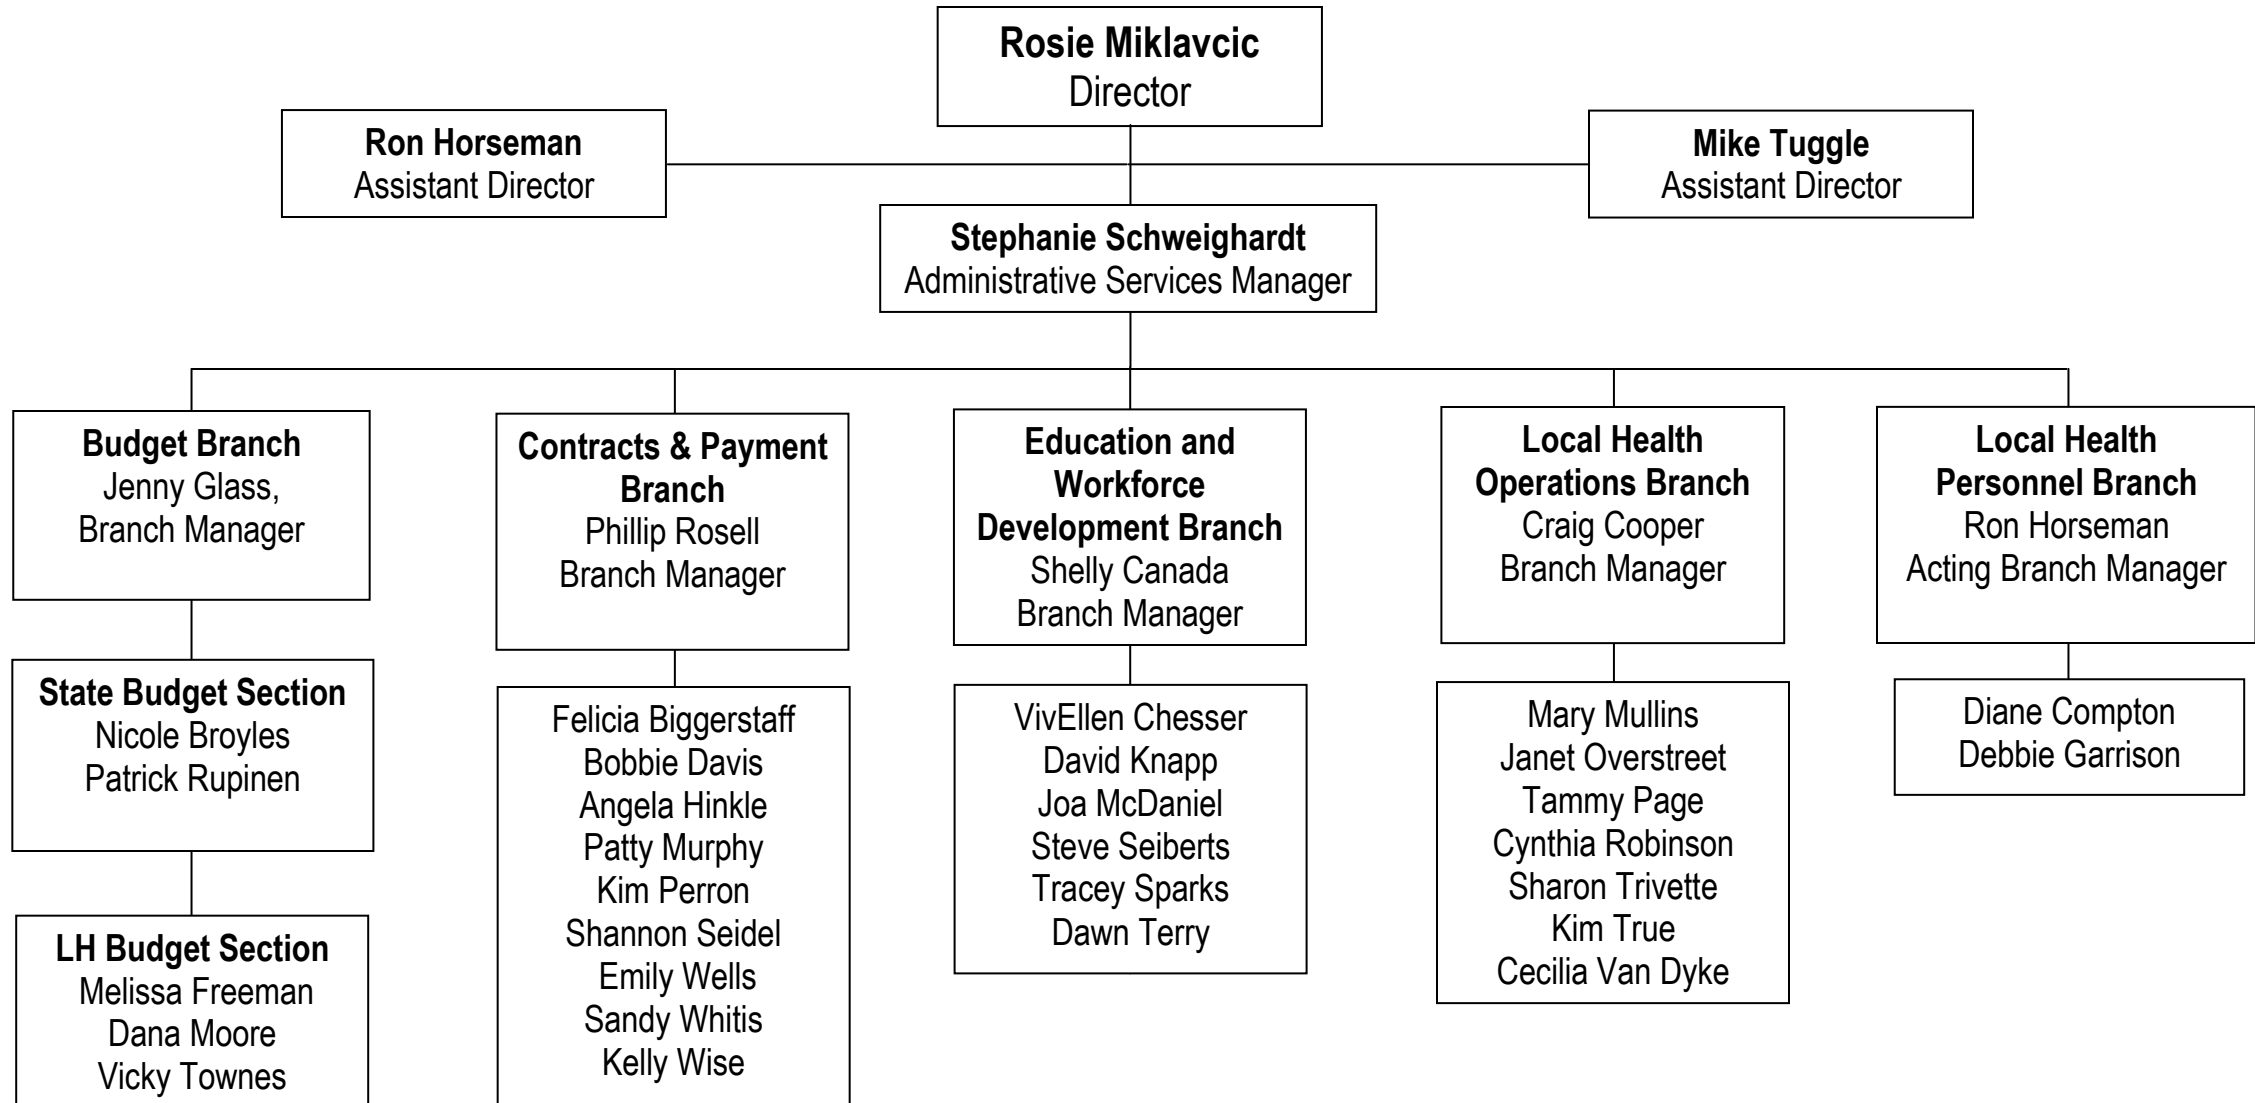 Rosie Miklavcic
Director
Ron Horseman
Assistant Director
Mike Tuggle
Assistant Director
Stephanie Schweighardt
Administrative Services Manager
Budget Branch
Jenny Glass,
Branch Manager
Contracts & Payment
Branch
Phillip Rosell
Branch Manager
Education and
Workforce
Development Branch
Shelly Canada
Branch Manager
Local Health
Operations Branch
Craig Cooper
Branch Manager
Local Health
Personnel Branch
Ron Horseman
Acting Branch Manager
State Budget Section
Nicole Broyles
Patrick Rupinen
LH Budget Section
Melissa Freeman
Dana Moore
Vicky Townes
Felicia Biggerstaff
Bobbie Davis
Angela Hinkle
Patty Murphy
Kim Perron
Shannon Seidel
Emily Wells
Sandy Whitis
Kelly Wise
VivEllen Chesser
David Knapp
Joa McDaniel
Steve Seiberts
Tracey Sparks
Dawn Terry
Mary Mullins
Janet Overstreet
Tammy Page
Cynthia Robinson
Sharon Trivette
Kim True
Cecilia Van Dyke
Diane Compton
Debbie Garrison